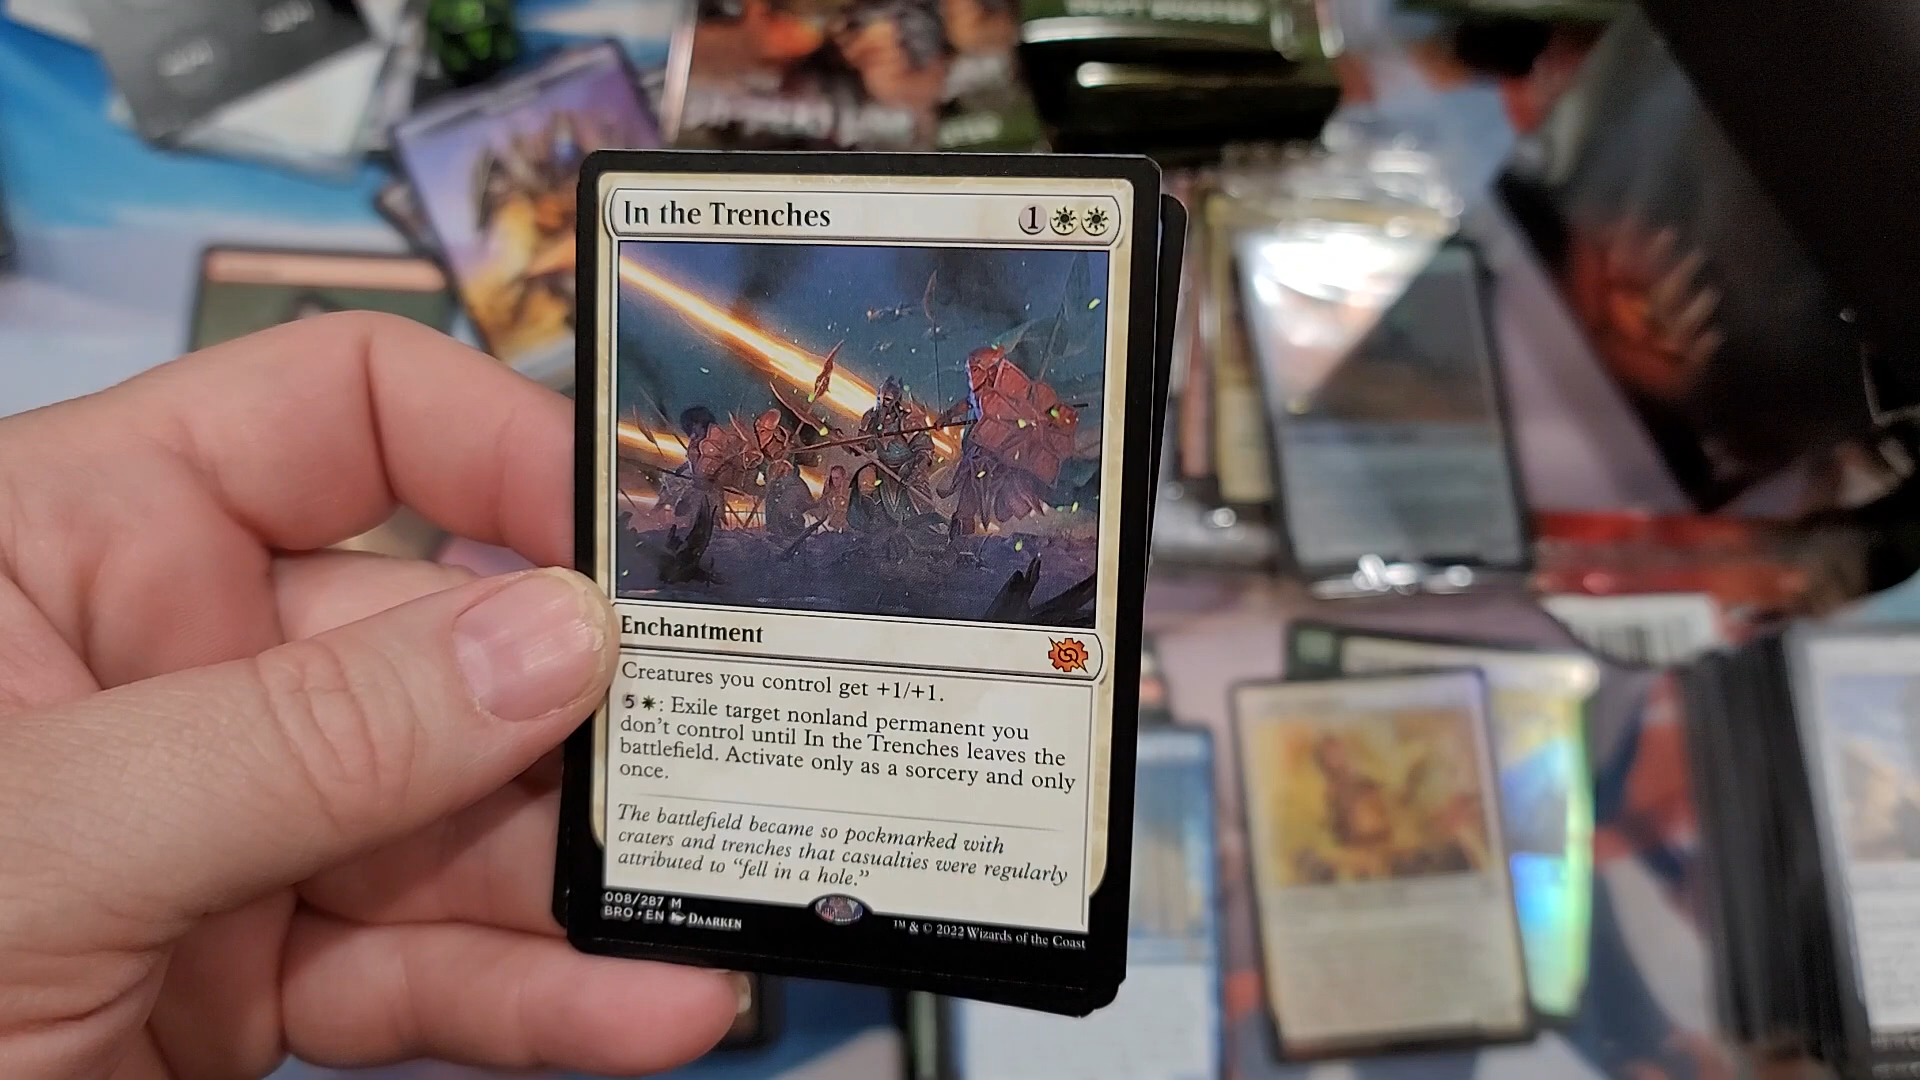 In the Trenches 1
Enchantment
Creatures you control get +1/+1.
5 : Exile target nonland permanent you
don't control until In the Trenches leaves the
battlefield. Activate only as a sorcery and only
once.
The battlefield became so pockmarked with
craters and trenches that casualties were regularly
attributed to “fell in a hole.”
008/287 M
BRO • EN DAARKEN
™ & © 2022 Wizards of the Coast